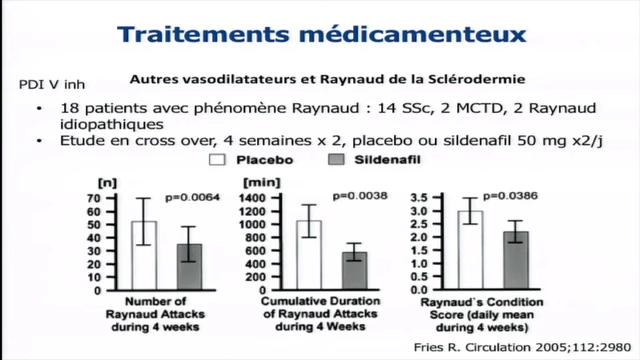 Traitements médicamenteux
PDI V inh
Autres vasodilatateurs et Raynaud de la Sclérodermie
• 18 patients avec phénomène Raynaud : 14 SSc, 2 MCTD, 2 Raynaud
idiopathiques
• Etude en cross over, 4 semaines x 2, placebo ou sildenafil 50 mg x2/j
Placebo Sildenafil
[n]
70
60
50
40
30
20
10
0
p=0.0064
Number of
Raynaud Attacks
during 4 weeks
[min]
1400
1200
1000
800
600
400
200
0
p=0.0038
Cumulative Duration
of Raynaud Attacks
during 4 Weeks
3.5
3.0
2.5
2.0
1.5
1.0
0.5
0.0
p=0.0386
Raynaud`s Condition
Score (daily mean
during 4 weeks)
Fries R. Circulation 2005;112:2980